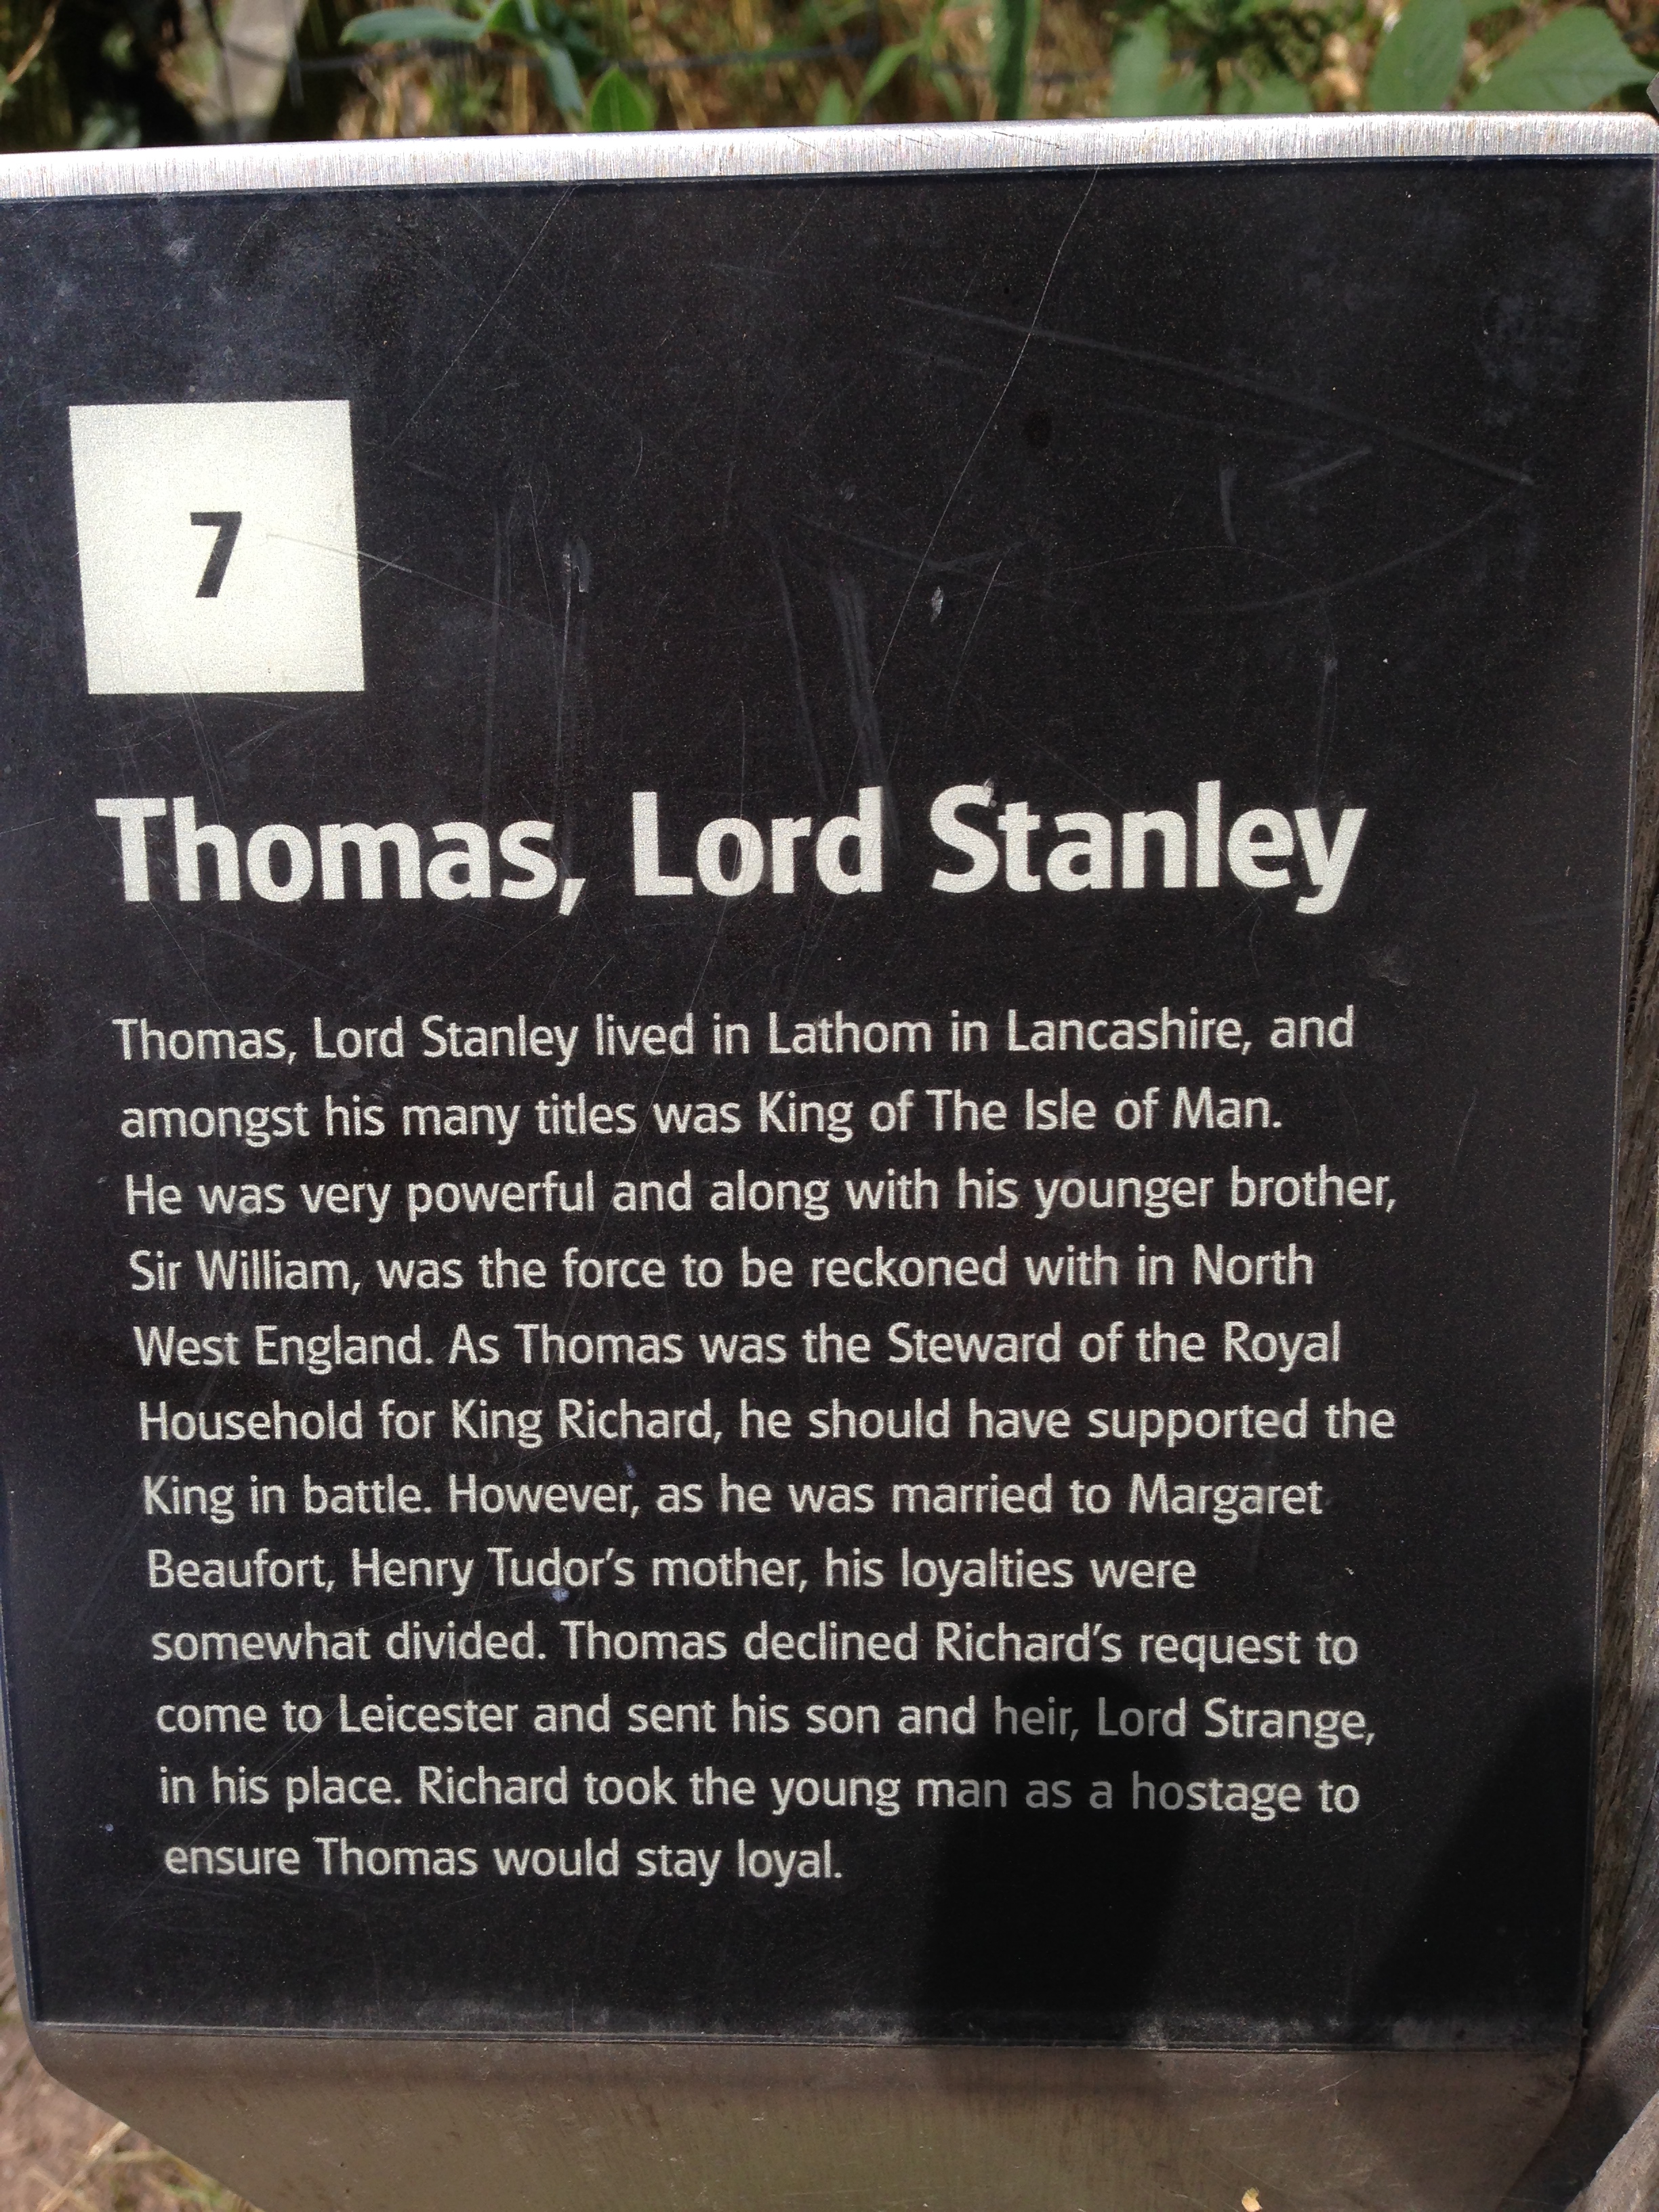 7
Thomas, Lord Stanley
Thomas, Lord Stanley lived in Lathom in Lancashire, and
amongst his many titles was King of The Isle of Man.
He was very powerful and along with his younger brother,
Sir William, was the force to be reckoned with in North
West England. As Thomas was the Steward of the Royal
Household for King Richard, he should have supported the
King in battle. However, as he was married to Margaret
Beaufort, Henry Tudor’s mother, his loyalties were
somewhat divided. Thomas declined Richard’s request to
come to Leicester and sent his son and heir, Lord Strange,
in his place. Richard took the young man as a hostage to
ensure Thomas would stay loyal.